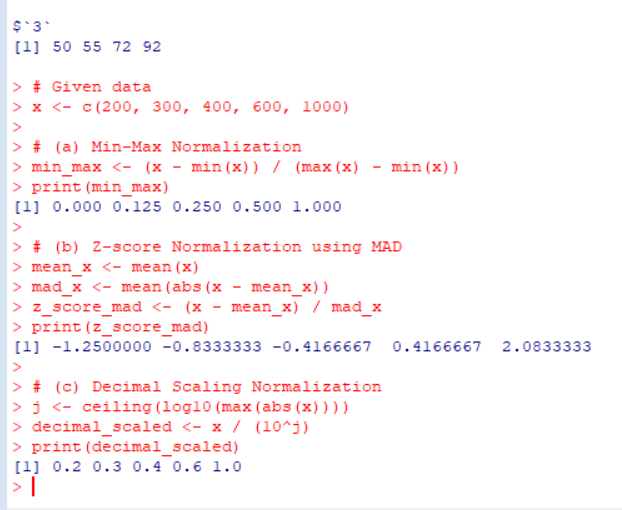 $`3`
[1] 50 55 72 92
> # Given data
> x <- c(200, 300, 400, 600, 1000)
>
> # (a) Min-Max Normalization
> min_max <- (x - min(x)) / (max(x) - min(x))
> print(min_max)
[1] 0.000 0.125 0.250 0.500 1.000
>
> # (b) Z-score Normalization using MAD
> mean_x <- mean(x)
> mad_x <- mean(abs(x - mean_x))
> z_score_mad <- (x - mean_x) / mad_x
> print(z_score_mad)
[1] -1.2500000 -0.8333333 -0.4166667  0.4166667  2.0833333
>
> # (c) Decimal Scaling Normalization
> j <- ceiling(log10(max(abs(x))))
> decimal_scaled <- x / (10^j)
> print(decimal_scaled)
[1] 0.2 0.3 0.4 0.6 1.0
>